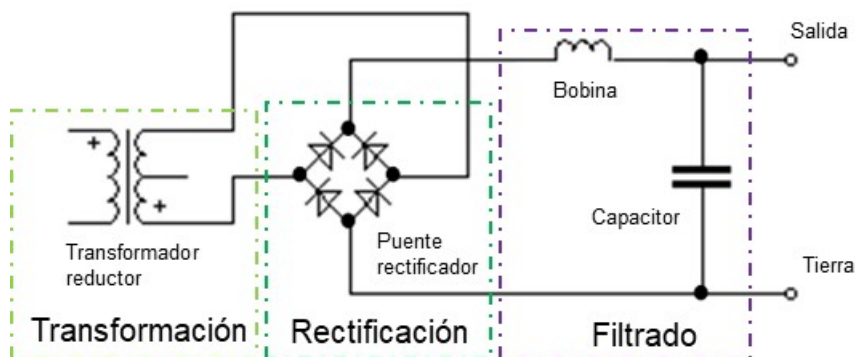 Salida
Bobina
+
+
Capacitor
Transformador
reductor
Puente
rectificador
Tierra
Transformación
Rectificación
Filtrado